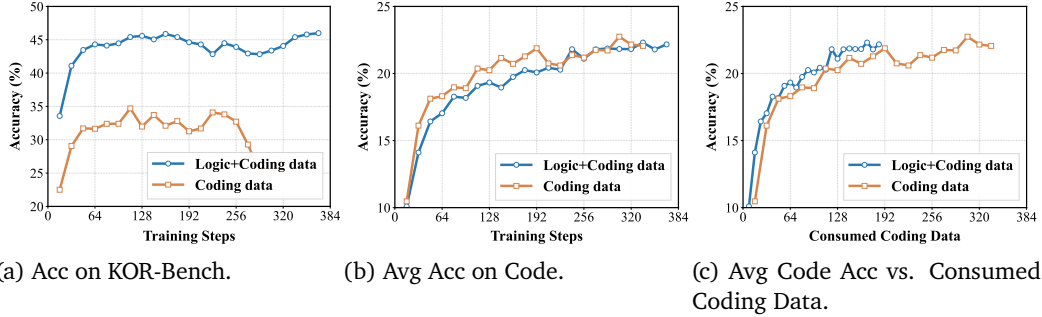 50
45
40
35
30
25
20
Accuracy (%)
0 64 128 192 256 320 384
Training Steps
Logic+Coding data
Coding data
(a) Acc on KOR-Bench.
25
20
15
10
Accuracy (%)
0 64 128 192 256 320 384
Training Steps
Logic+Coding data
Coding data
(b) Avg Acc on Code.
25
20
15
10
Accuracy (%)
0 64 128 192 256 320 384
Consumed Coding Data
Logic+Coding data
Coding data
(c) Avg Code Acc vs. Consumed
Coding Data.